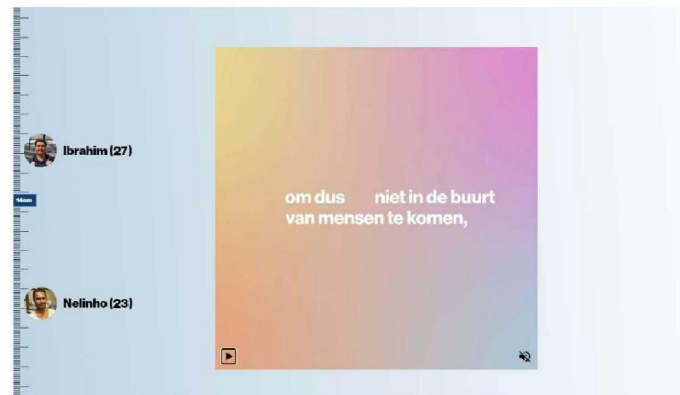 Ibrahim (27)
om dus niet in de buurt
van mensen te komen,
Nelinho (23)